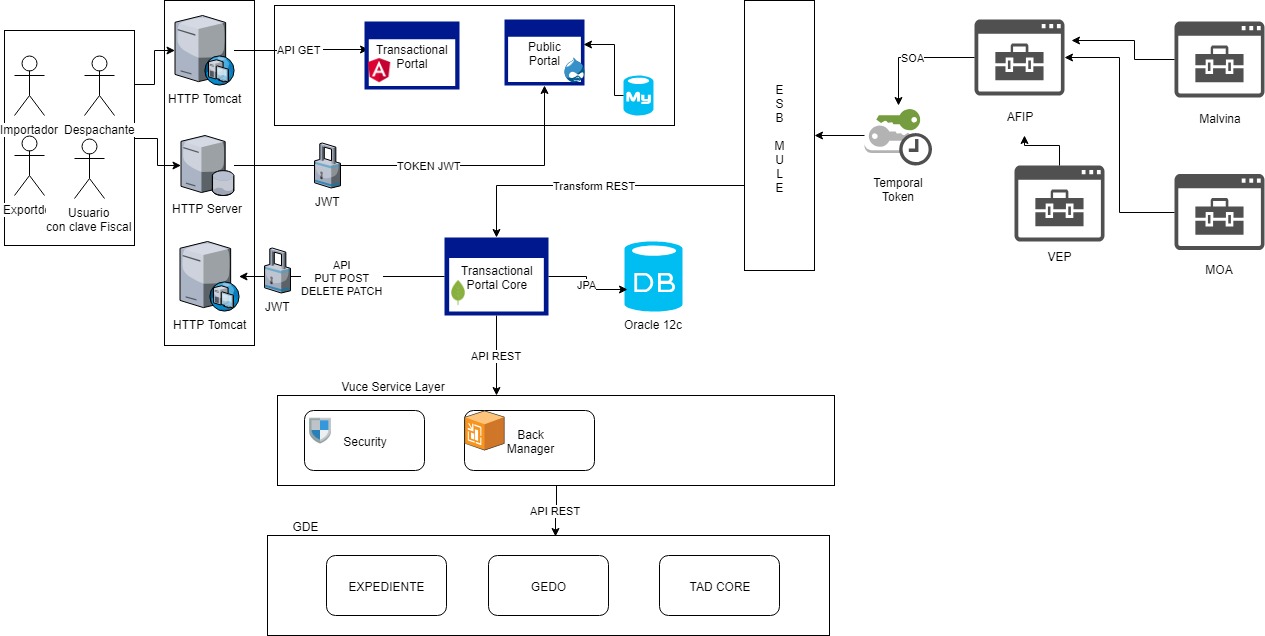 Importador
Despachante
Exportd
Usuario
con clave Fiscal
HTTP Tomcat
HTTP Server
HTTP Tomcat
API GET
Transactional
Portal
Public
Portal
My
JWT
TOKEN JWT
Transform REST
JWT
API
PUT POST
DELETE PATCH
Transactional
Portal Core
JPA
DB
Oracle 12c
E
S
B
M
U
L
E
SOA
Temporal
Token
AFIP
Malvina
VEP
MOA
API REST
Vuce Service Layer
Security
Back
Manager
API REST
GDE
EXPEDIENTE
GEDO
TAD CORE